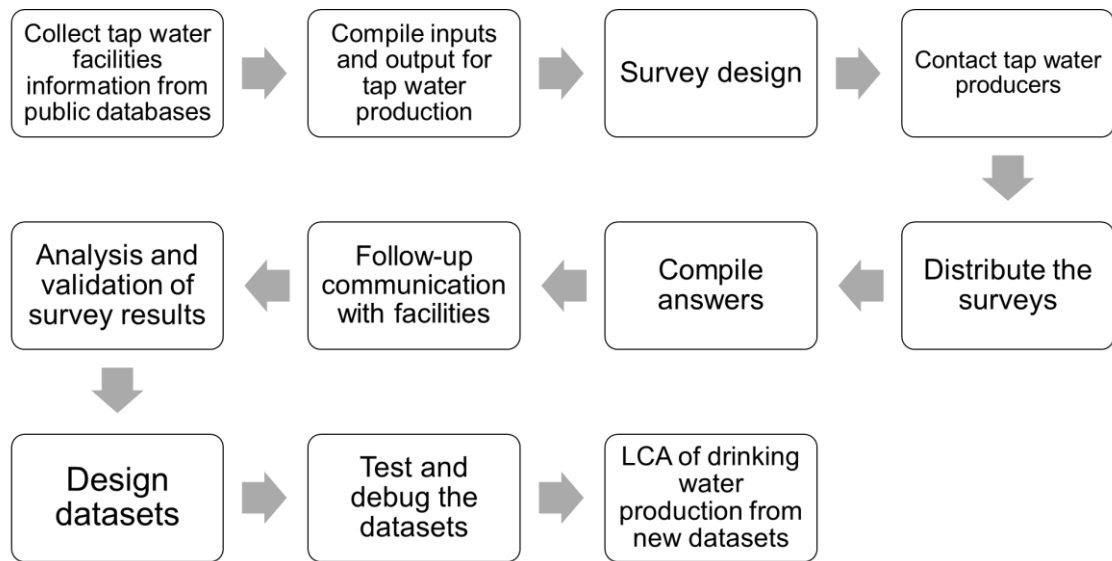 Collect tap water
facilities
information from
public databases
Compile inputs
and output for
tap water
production
Survey design
Contact tap water
producers
Distribute the
surveys
Compile
answers
Follow-up
communication
with facilities
Analysis and
validation of
survey results
Design
datasets
Test and
debug the
datasets
LCA of drinking
water
production from
new datasets